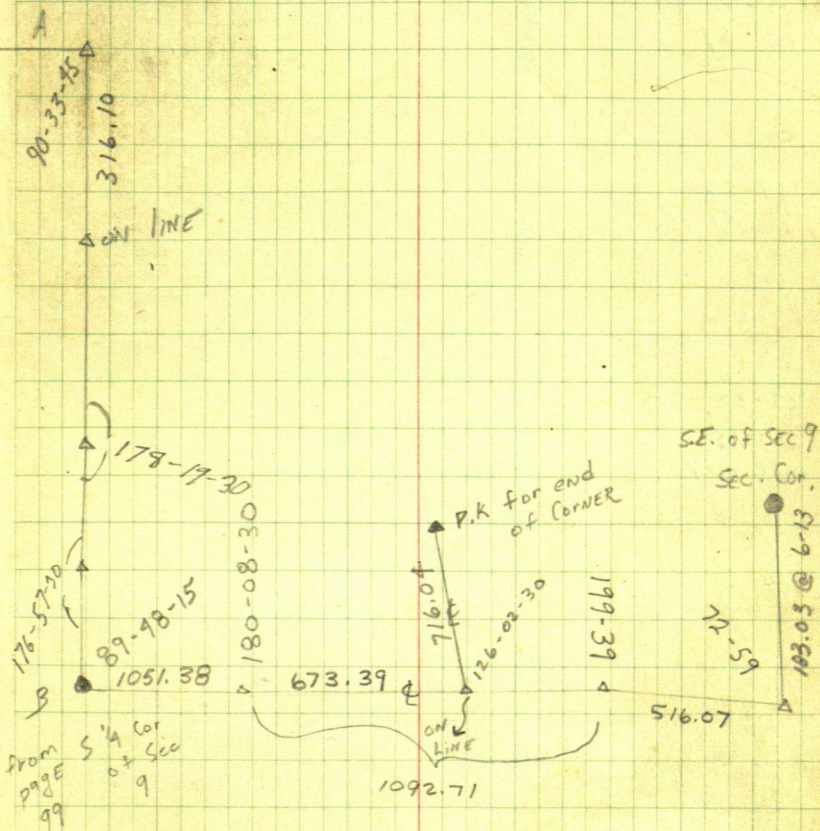 A
90-33-45
316.10
ON LINE
178-19-30
S.E. of SEC 9
Sec. Cor.
P.K for end
of CORNER
180-08-30
176-57-30
89-48-15
716.04
126-02-30
199-39
72-59
103.03 @ 6-13
B
1051.38
673.39
℄
516.07
ON
LINE
from
page
99
S ¼ Cor
of Sec
9
1092.71